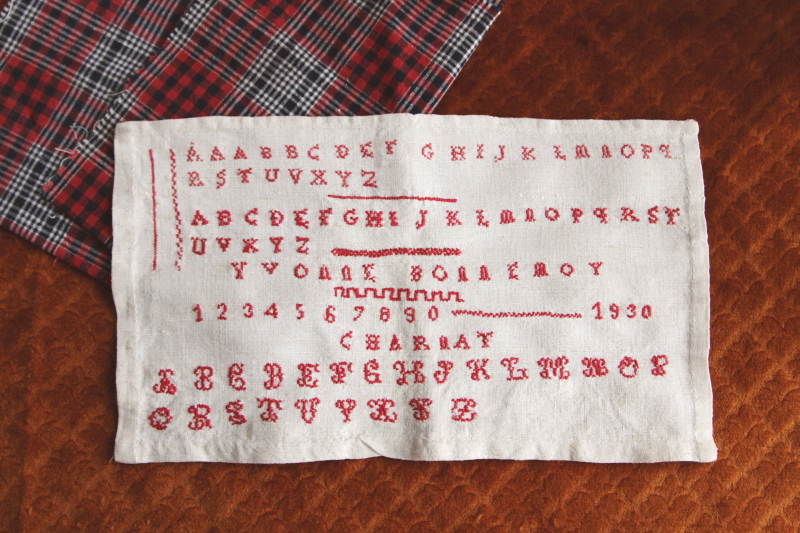 A A A B B C D E F G H I J K L M N O P Q
R S T U V X Y Z
A B C D E F G H I J K L M N O P Q R S T
U V X Y Z
YVONNE BONNEMOY
1 2 3 4 5 6 7 8 9 0 1930
CHARNAY
A B C D E F G H I J K L M N O P
Q R S T U V X Y Z